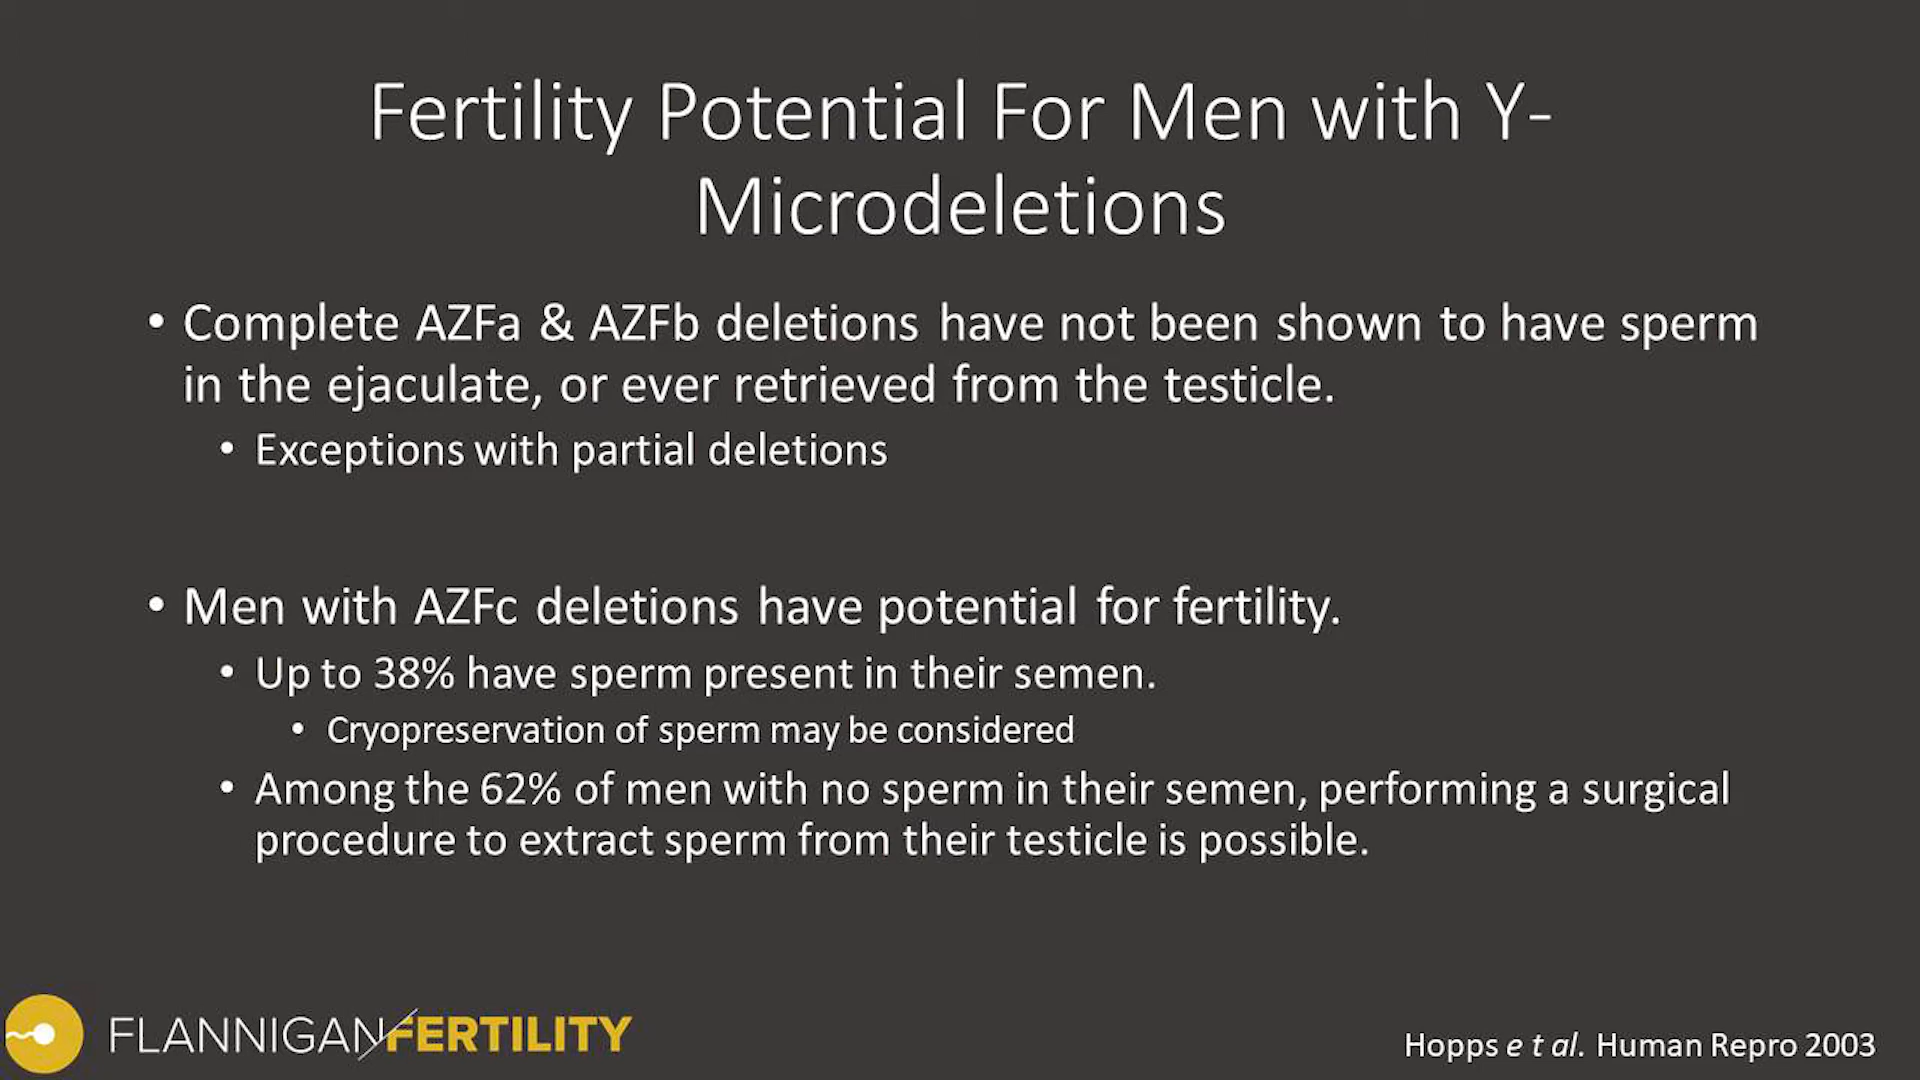 Fertility Potential For Men with Y-
Microdeletions
• Complete AZFa & AZFb deletions have not been shown to have sperm
in the ejaculate, or ever retrieved from the testicle.
• Exceptions with partial deletions
• Men with AZFc deletions have potential for fertility.
• Up to 38% have sperm present in their semen.
• Cryopreservation of sperm may be considered
• Among the 62% of men with no sperm in their semen, performing a surgical
procedure to extract sperm from their testicle is possible.
FLANNIGAN/FERTILITY
Hopps e t al. Human Repro 2003